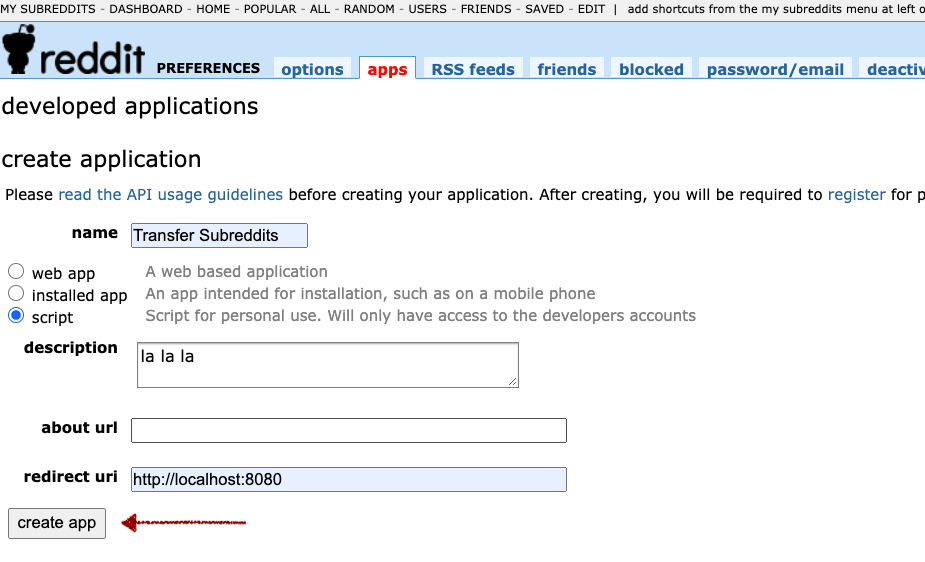 MY SUBREDDITS - DASHBOARD - HOME - POPULAR - ALL - RANDOM - USERS - FRIENDS - SAVED - EDIT | add shortcuts from the my subreddits menu at left o
reddit PREFERENCES options apps RSS feeds friends blocked password/email deactiv
developed applications
create application
Please read the API usage guidelines before creating your application. After creating, you will be required to register for p
name Transfer Subreddits
web app A web based application
installed app An app intended for installation, such as on a mobile phone
script Script for personal use. Will only have access to the developers accounts
description la la la
about url
redirect uri http://localhost:8080
create app